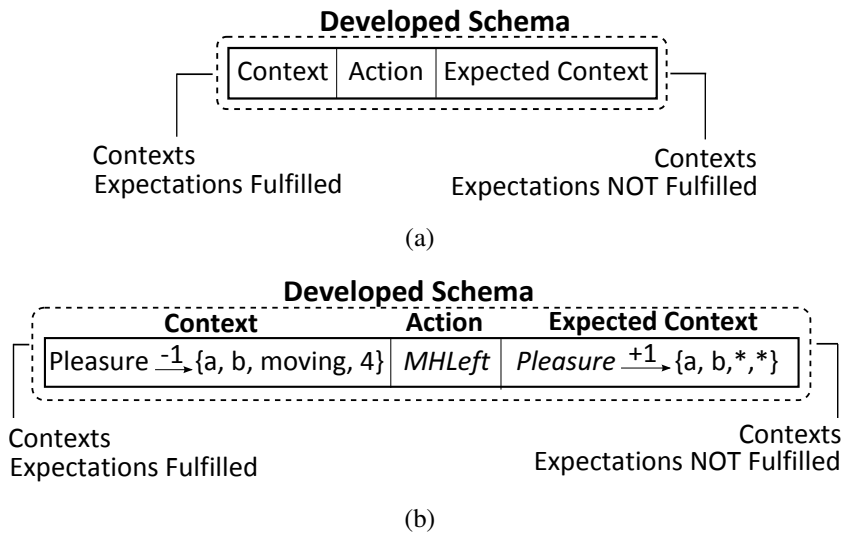 Developed Schema
Context Action Expected Context
Contexts
Expectations Fulfilled
Contexts
Expectations NOT Fulfilled
(a)
Developed Schema
Context Action Expected Context
Pleasure -1 {a, b, moving, 4} MHLeft Pleasure +1 {a, b,*,*}
Contexts
Expectations Fulfilled
Contexts
Expectations NOT Fulfilled
(b)